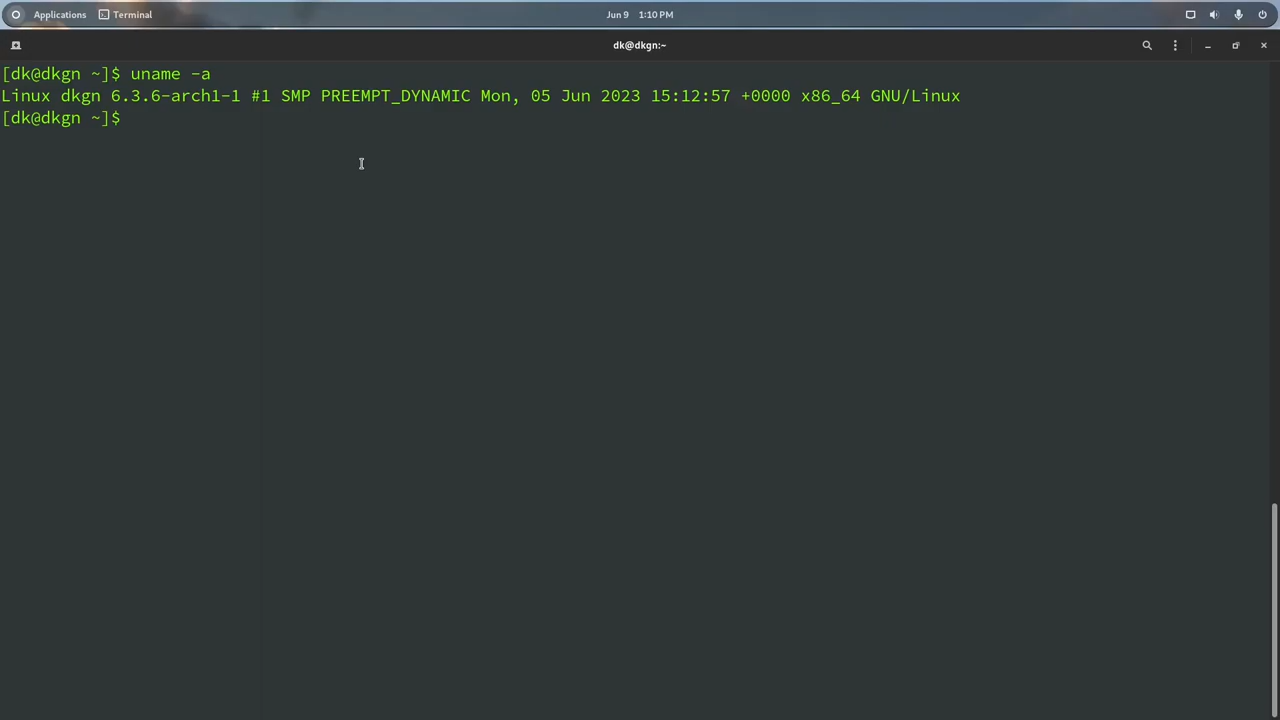 Applications Terminal Jun 9 1:10 PM
dk@dkgn:~
[dk@dkgn ~]$ uname -a
Linux dkgn 6.3.6-arch1-1 #1 SMP PREEMPT_DYNAMIC Mon, 05 Jun 2023 15:12:57 +0000 x86_64 GNU/Linux
[dk@dkgn ~]$